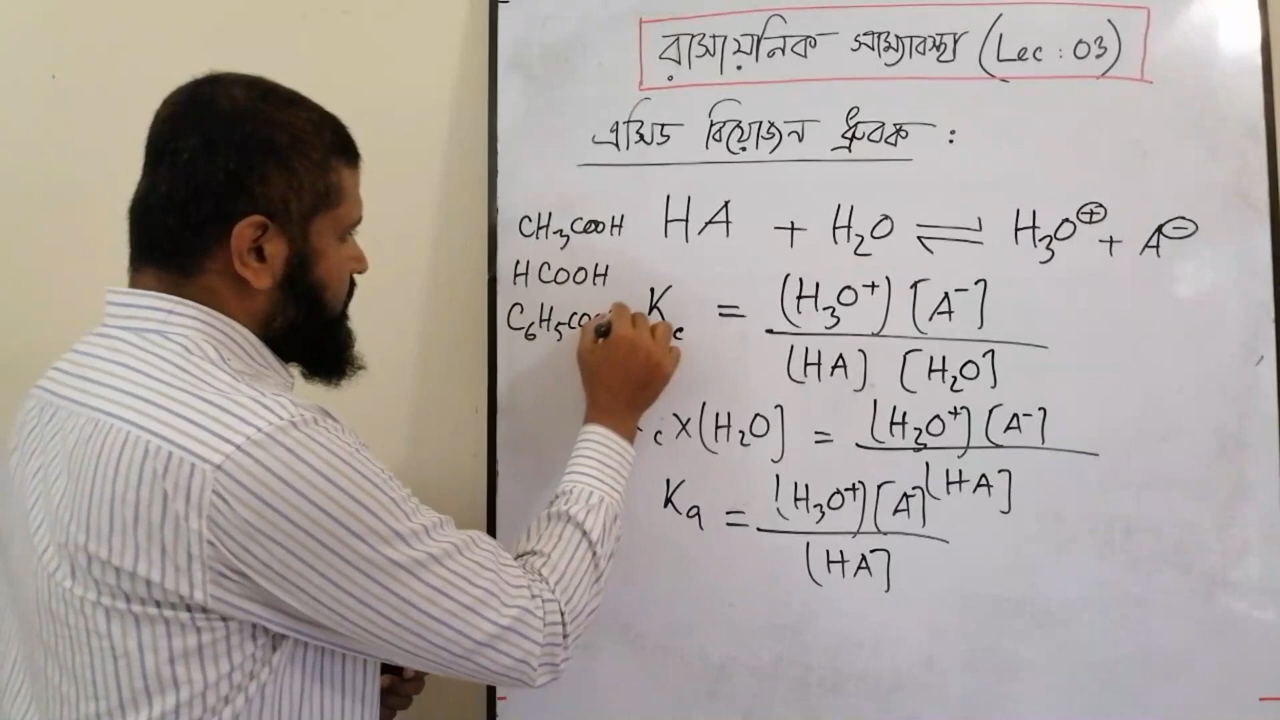 রাসায়নিক সাম্যাবস্থা (Lec : 03)
এসিড বিয়োজন ধ্রুবক :
CH₃COOH
HCOOH
C₆H₅CO
HA + H₂O ⇌ H₃O⊕ + A⊖
K꜀ = (H₃O⁺) [A⁻] / (HA] [H₂O]
c × (H₂O] = (H₃O⁺) (A⁻] / (HA]
Kₐ = (H₃O⁺) [A⁻] / (HA]